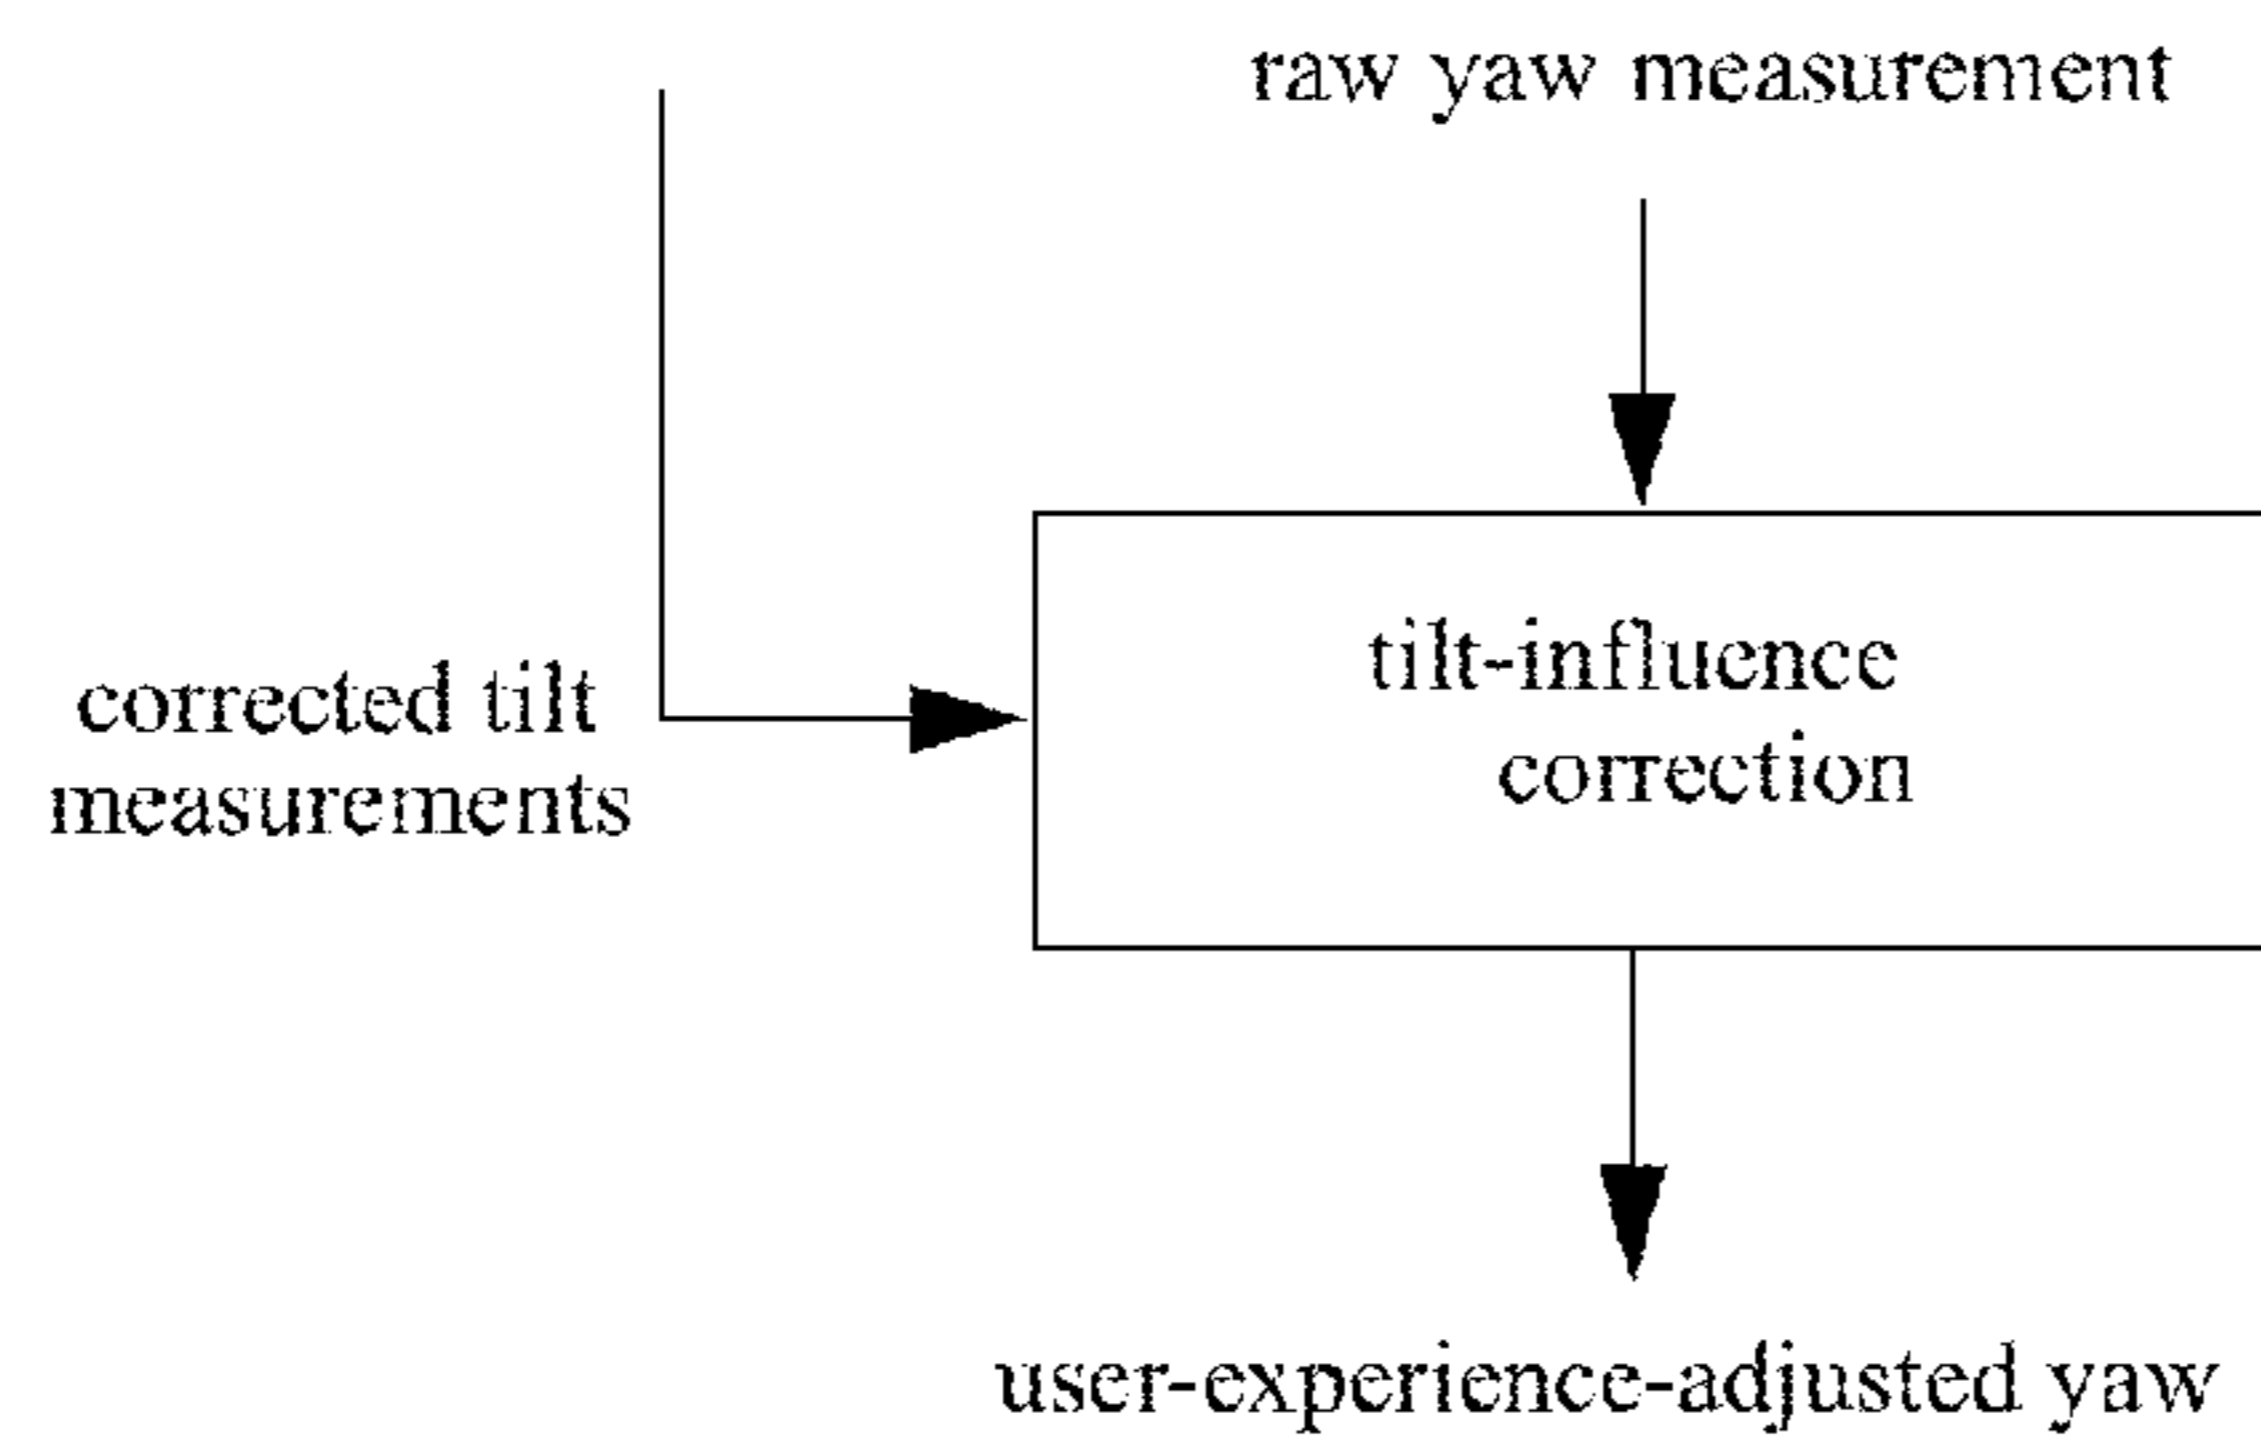 raw yaw measurement
tilt-influence
correction
corrected tilt
measurements
user-experience-adjusted yaw